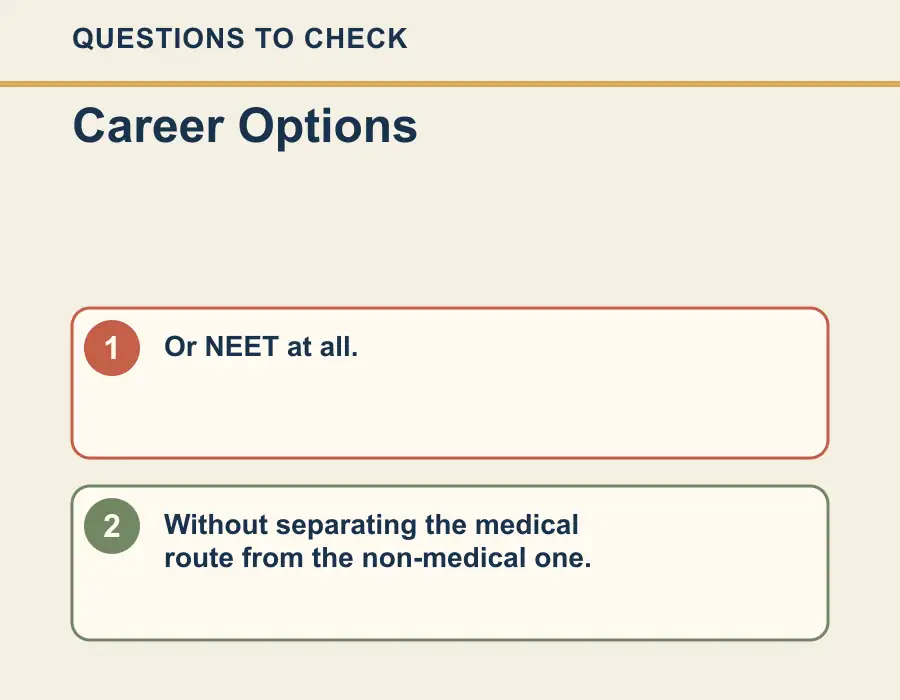 QUESTIONS TO CHECK
Career Options
1
Or NEET at all.
2
Without separating the medical
route from the non-medical one.